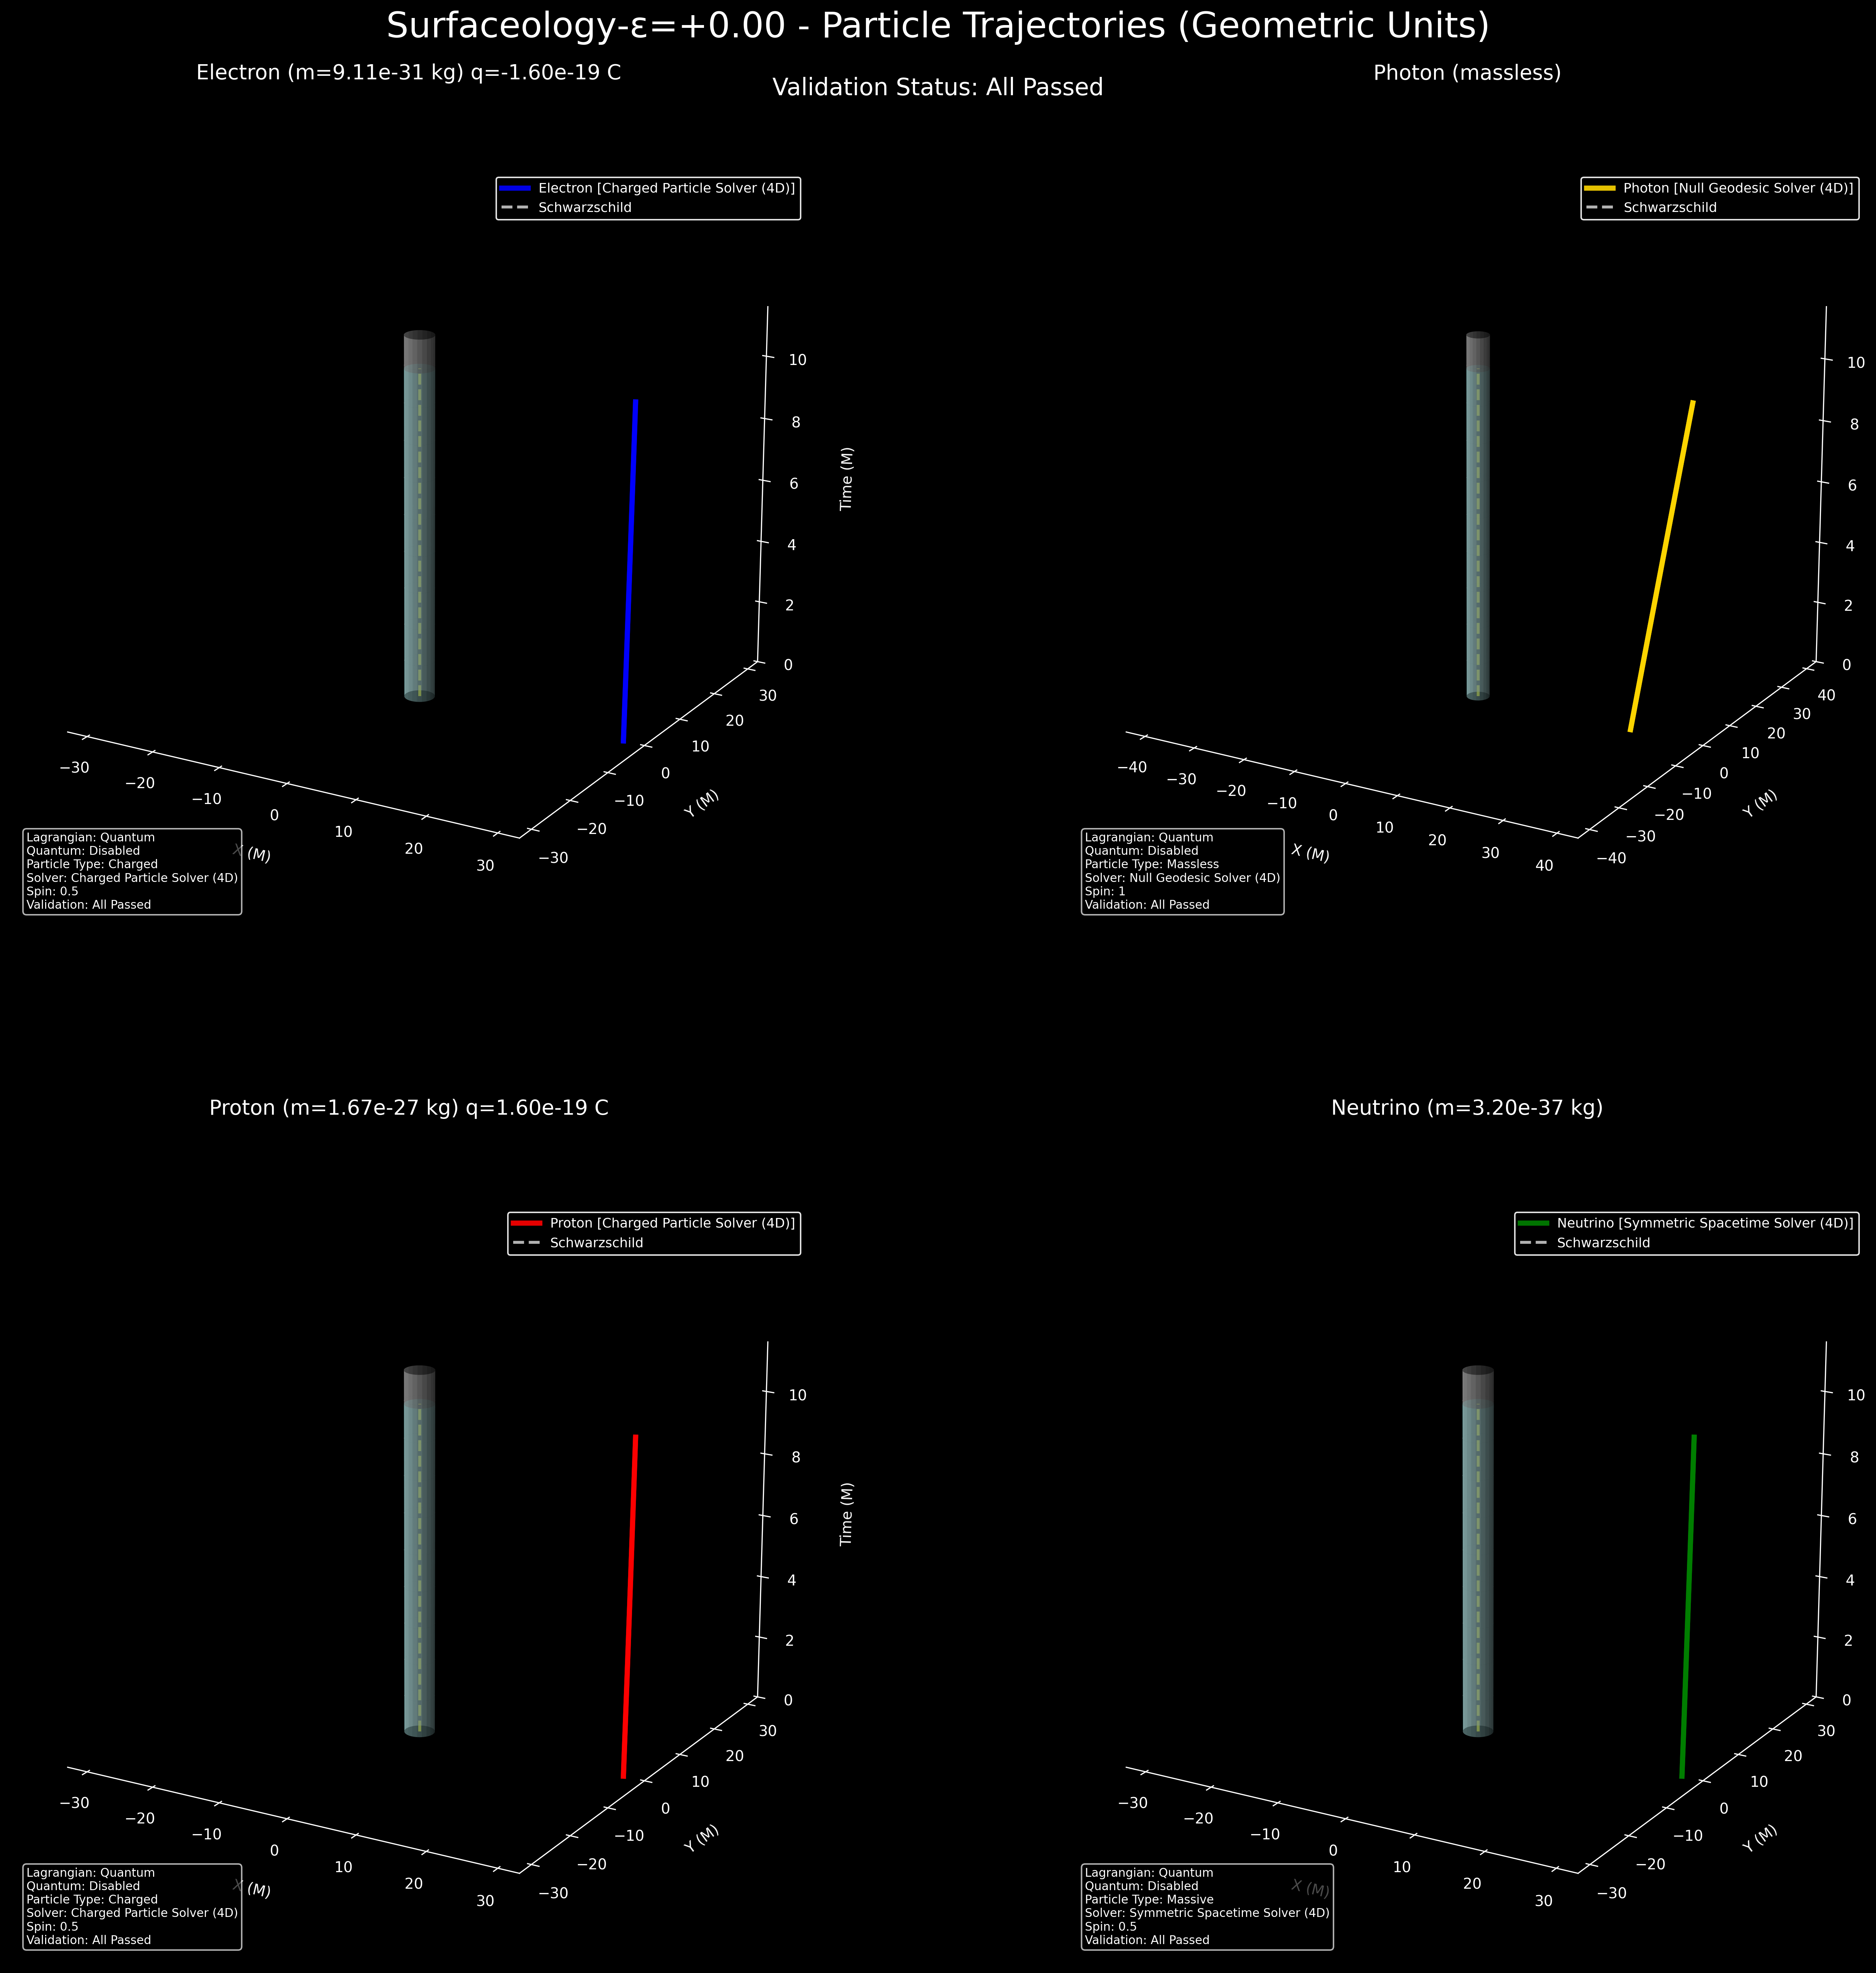 Surfaceology-ε=+0.00 - Particle Trajectories (Geometric Units)
Validation Status: All Passed
Electron (m=9.11e-31 kg) q=-1.60e-19 C
Electron [Charged Particle Solver (4D)]
Schwarzschild
10
8
6
4
2
0
Time (M)
30
20
10
0
−10
−20
−30
Y (M)
−30
−20
−10
0
10
20
30
X (M)
Lagrangian: Quantum
Quantum: Disabled
Particle Type: Charged
Solver: Charged Particle Solver (4D)
Spin: 0.5
Validation: All Passed
Photon (massless)
Photon [Null Geodesic Solver (4D)]
Schwarzschild
10
8
6
4
2
0
40
30
20
10
0
−10
−20
−30
−40
Y (M)
−40
−30
−20
−10
0
10
20
30
40
X (M)
Lagrangian: Quantum
Quantum: Disabled
Particle Type: Massless
Solver: Null Geodesic Solver (4D)
Spin: 1
Validation: All Passed
Proton (m=1.67e-27 kg) q=1.60e-19 C
Proton [Charged Particle Solver (4D)]
Schwarzschild
10
8
6
4
2
0
Time (M)
30
20
10
0
−10
−20
−30
Y (M)
−30
−20
−10
0
10
20
30
X (M)
Lagrangian: Quantum
Quantum: Disabled
Particle Type: Charged
Solver: Charged Particle Solver (4D)
Spin: 0.5
Validation: All Passed
Neutrino (m=3.20e-37 kg)
Neutrino [Symmetric Spacetime Solver (4D)]
Schwarzschild
10
8
6
4
2
0
30
20
10
0
−10
−20
−30
Y (M)
−30
−20
−10
0
10
20
30
X (M)
Lagrangian: Quantum
Quantum: Disabled
Particle Type: Massive
Solver: Symmetric Spacetime Solver (4D)
Spin: 0.5
Validation: All Passed